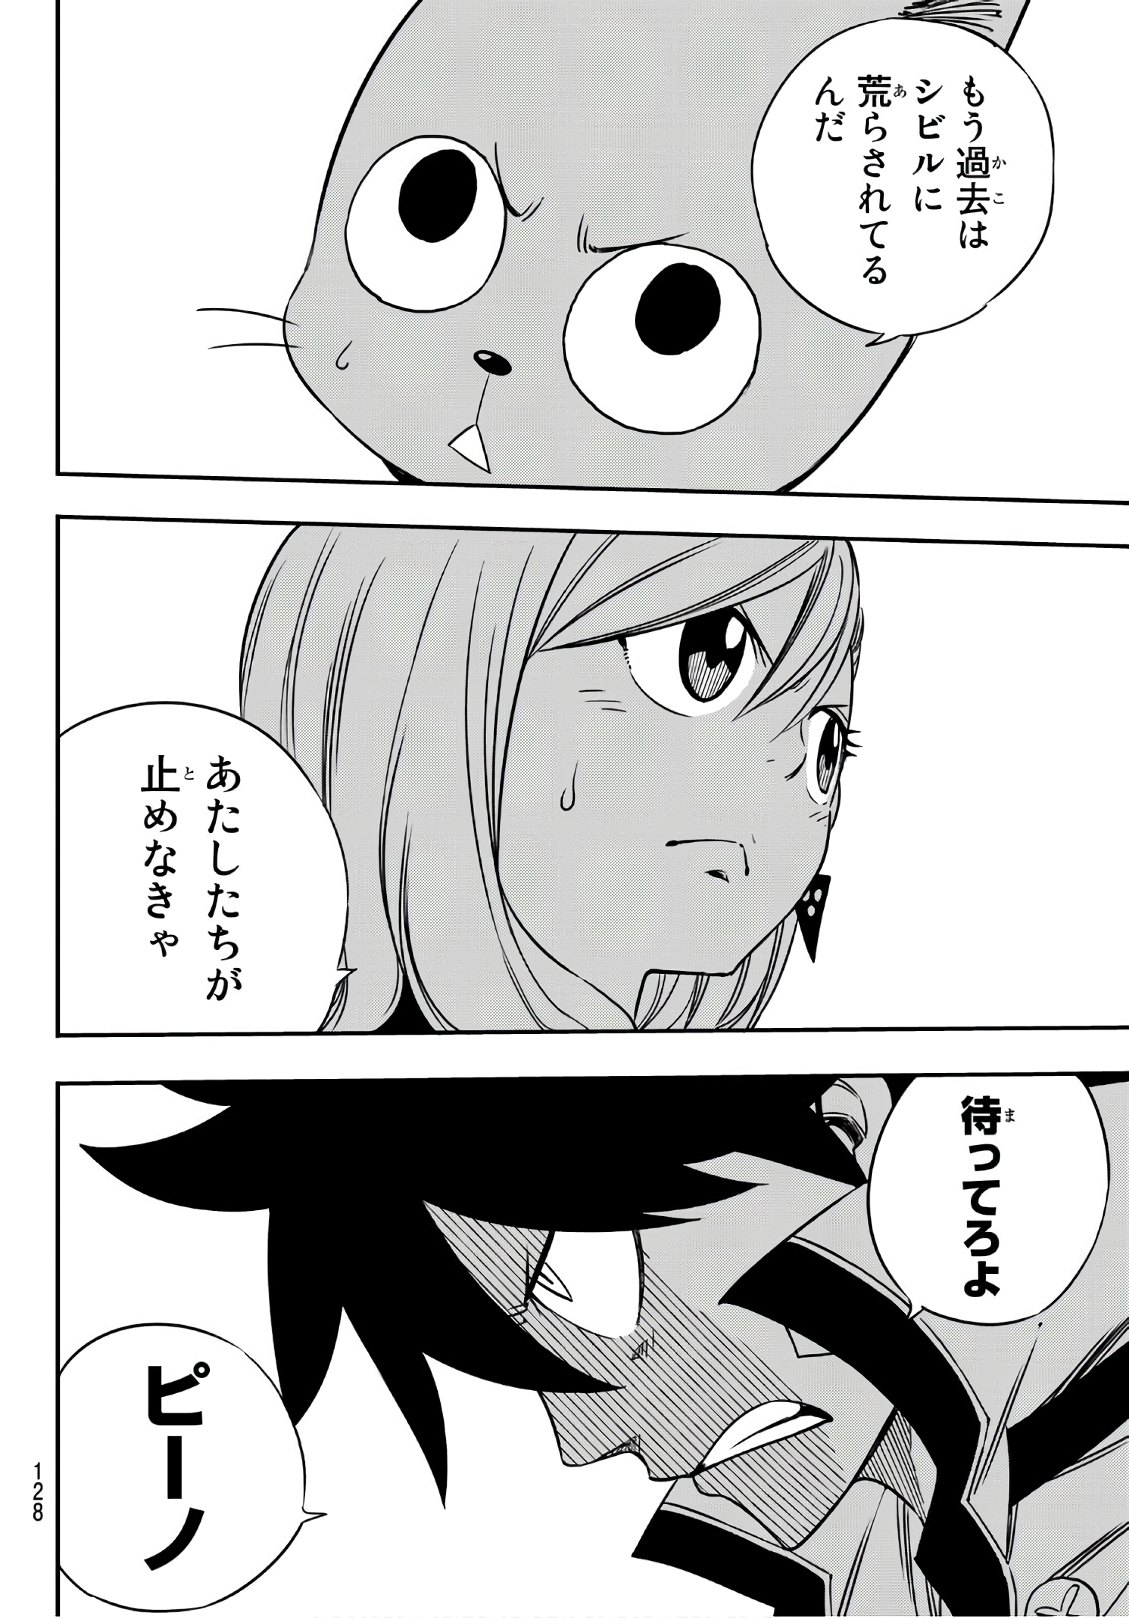 もう過去は
シビルに
荒らされてる
んだ
あたしたちが
止めなきゃ
待ってろよ
ピーノ
128